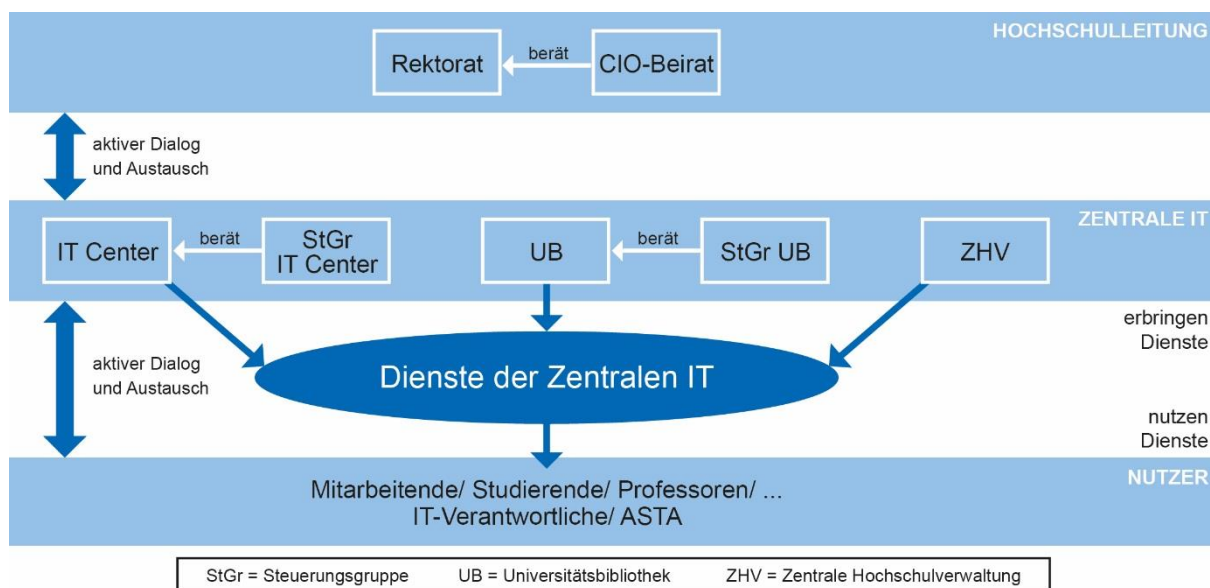 HOCHSCHULLEITUNG
Rektorat
berät
CIO-Beirat
aktiver Dialog
und Austausch
ZENTRALE IT
IT Center
berät
StGr
IT Center
UB
berät
StGr UB
ZHV
erbringen
Dienste
aktiver Dialog
und Austausch
Dienste der Zentralen IT
nutzen
Dienste
NUTZER
Mitarbeitende/ Studierende/ Professoren/ ...
IT-Verantwortliche/ ASTA
StGr = Steuerungsgruppe UB = Universitätsbibliothek ZHV = Zentrale Hochschulverwaltung